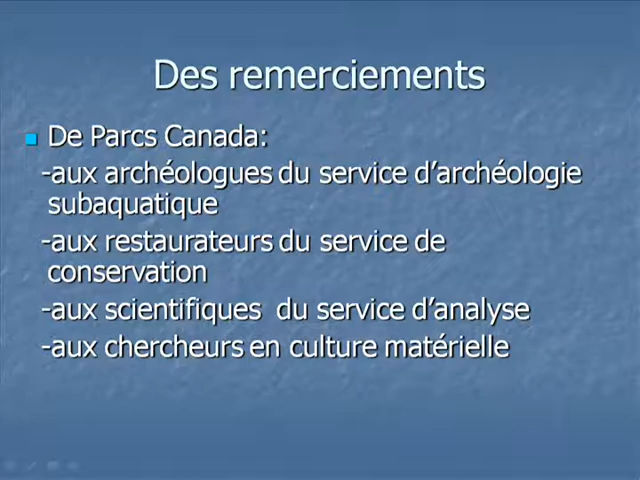 Des remerciements
De Parcs Canada:
-aux archéologues du service d’archéologie
subaquatique
-aux restaurateurs du service de
conservation
-aux scientifiques  du service d’analyse
-aux chercheurs en culture matérielle